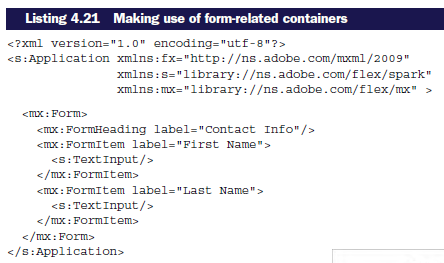 Listing 4.21 Making use of form-related containers
<?xml version="1.0" encoding="utf-8"?>
<s:Application xmlns:fx="http://ns.adobe.com/mxml/2009"
xmlns:s="library://ns.adobe.com/flex/spark"
xmlns:mx="library://ns.adobe.com/flex/mx" >
<mx:Form>
<mx:FormHeading label="Contact Info"/>
<mx:FormItem label="First Name">
<s:TextInput/>
</mx:FormItem>
<mx:FormItem label="Last Name">
<s:TextInput/>
</mx:FormItem>
</mx:Form>
</s:Application>